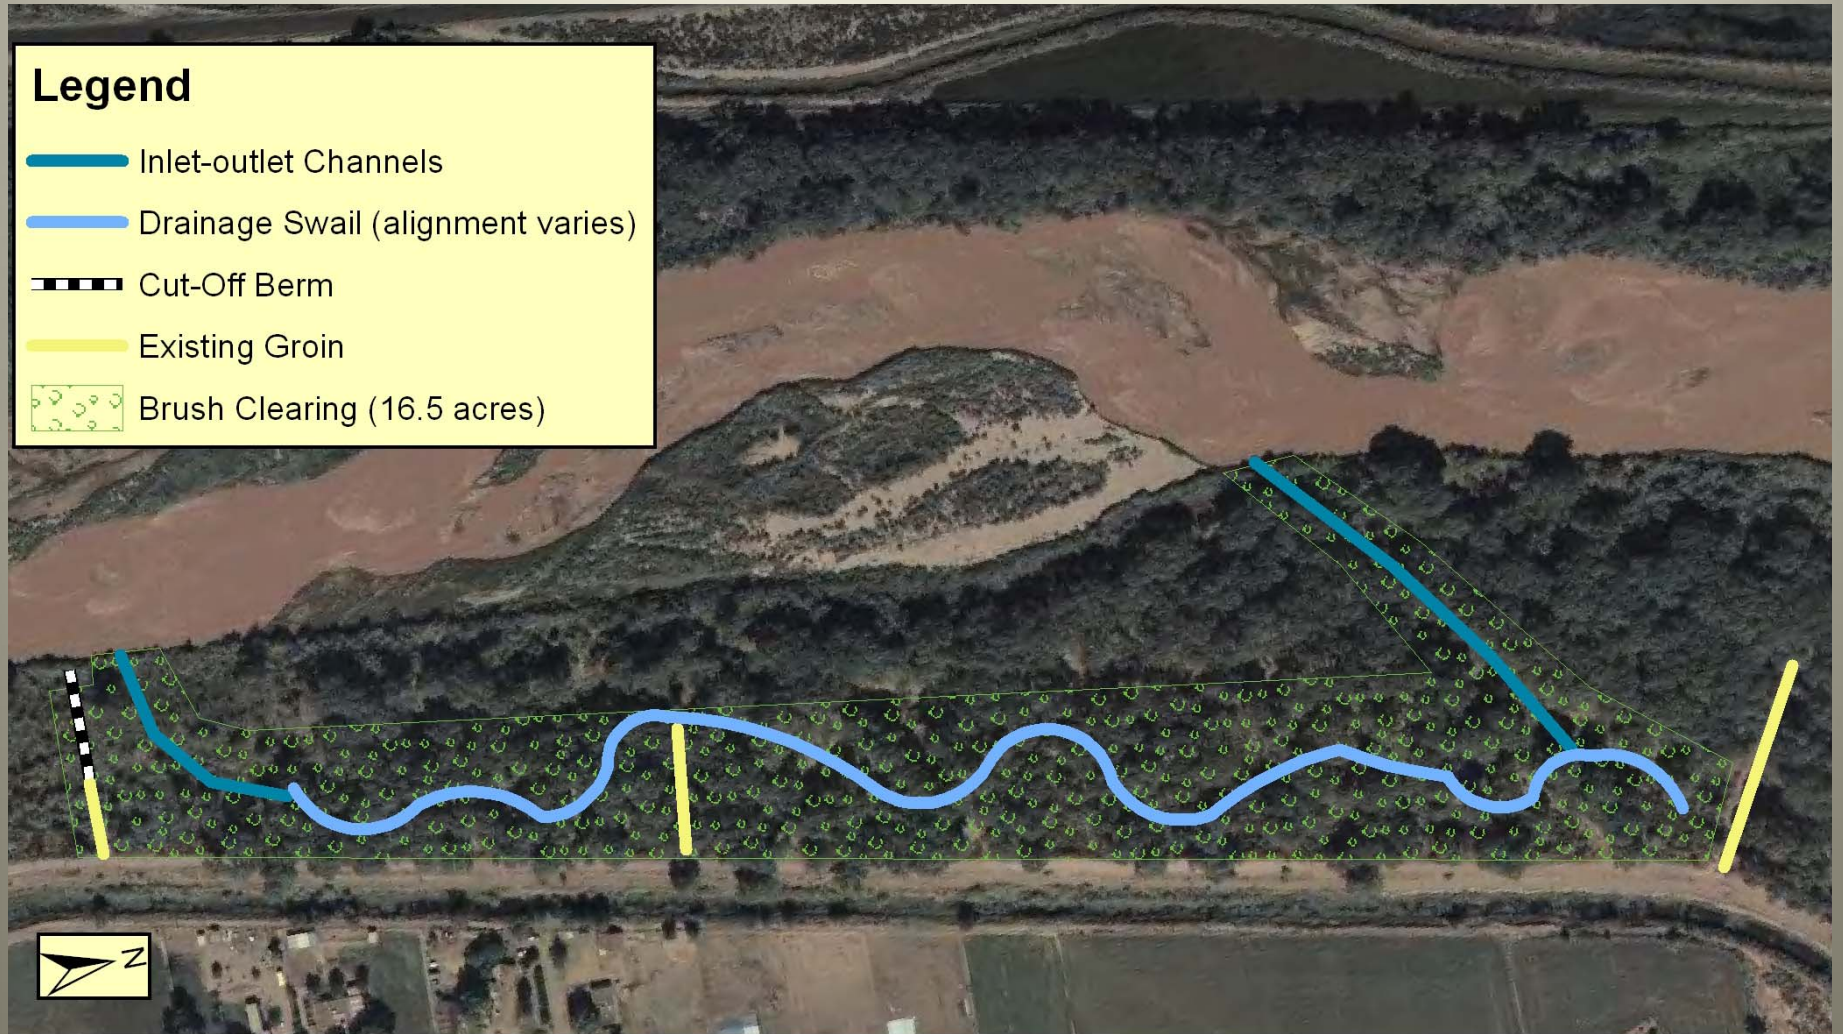 Legend
Inlet-outlet Channels
Drainage Swail (alignment varies)
Cut-Off Berm
Existing Groin
Brush Clearing (16.5 acres)
N